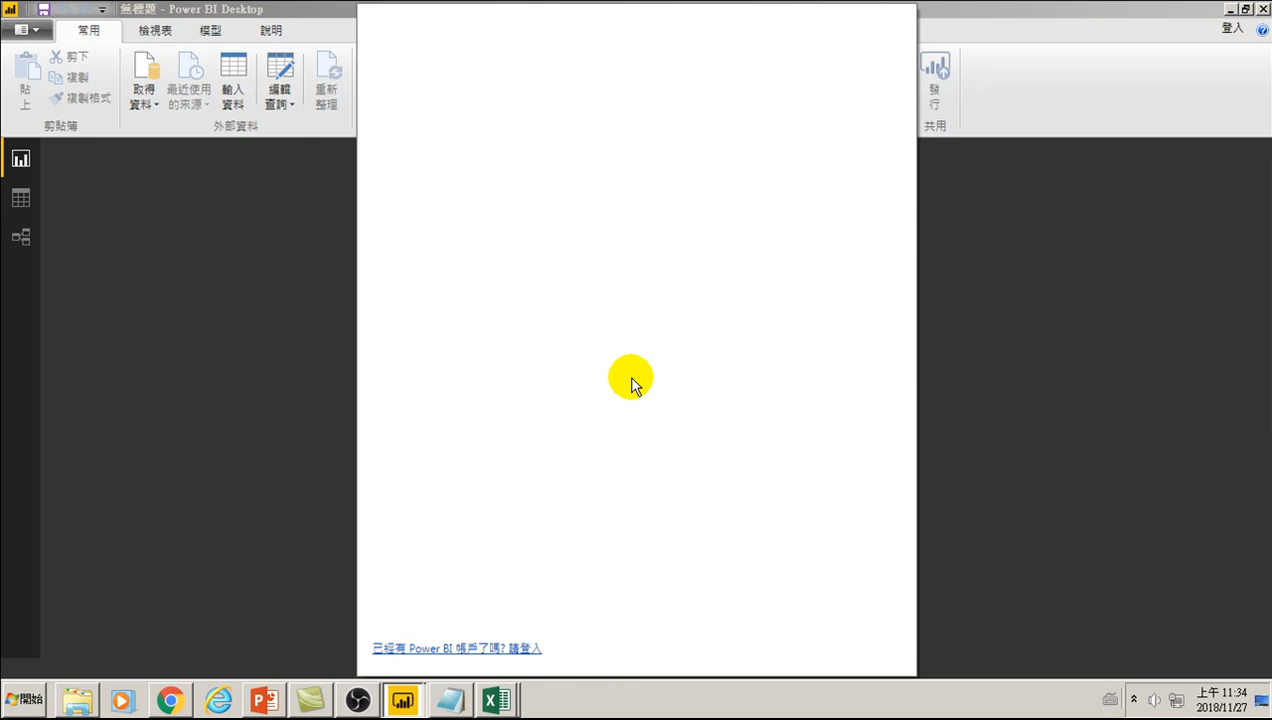 無標題 - Power BI Desktop
常用 檢視表 模型 說明 登入
貼上
剪下
複製
複製格式
剪貼簿
取得資料
最近使用的來源
輸入資料
編輯查詢
重新整理
外部資料
發行
共用
已經有 Power BI 帳戶了嗎? 請登入
開始
上午 11:34
2018/11/27